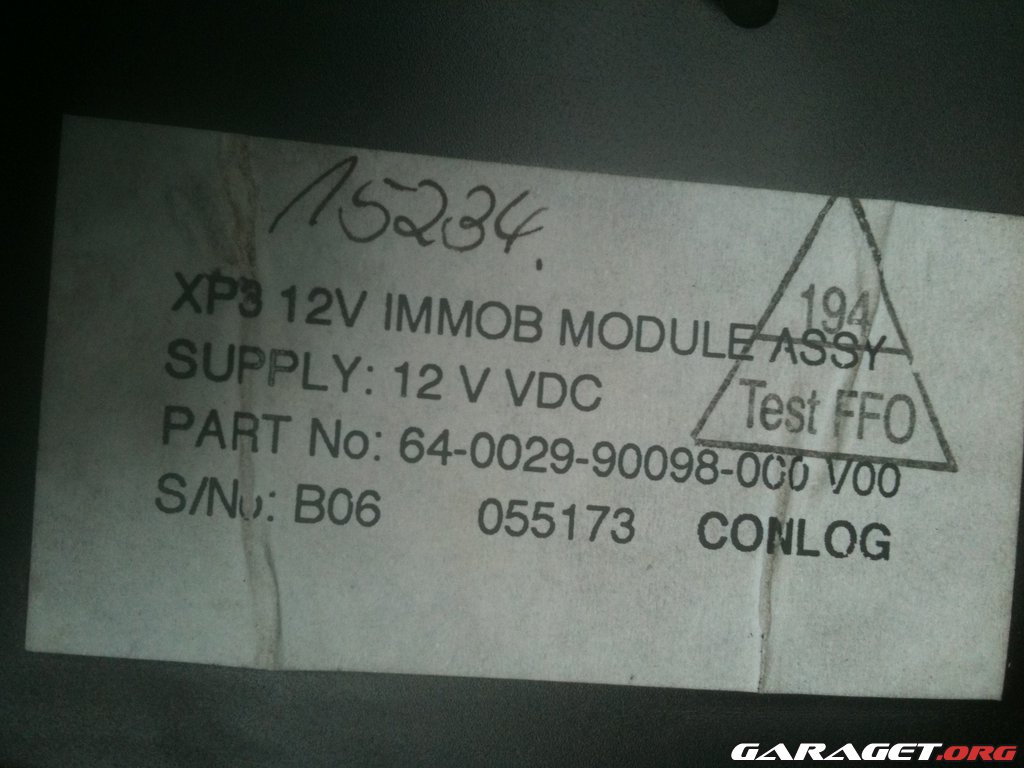 15234.
194
XP3 12V IMMOB MODULE ASSY
SUPPLY: 12 V VDC
Test FFO
PART No: 64-0029-90098-000 V00
S/No: B06 055173 CONLOG
GARAGET.ORG